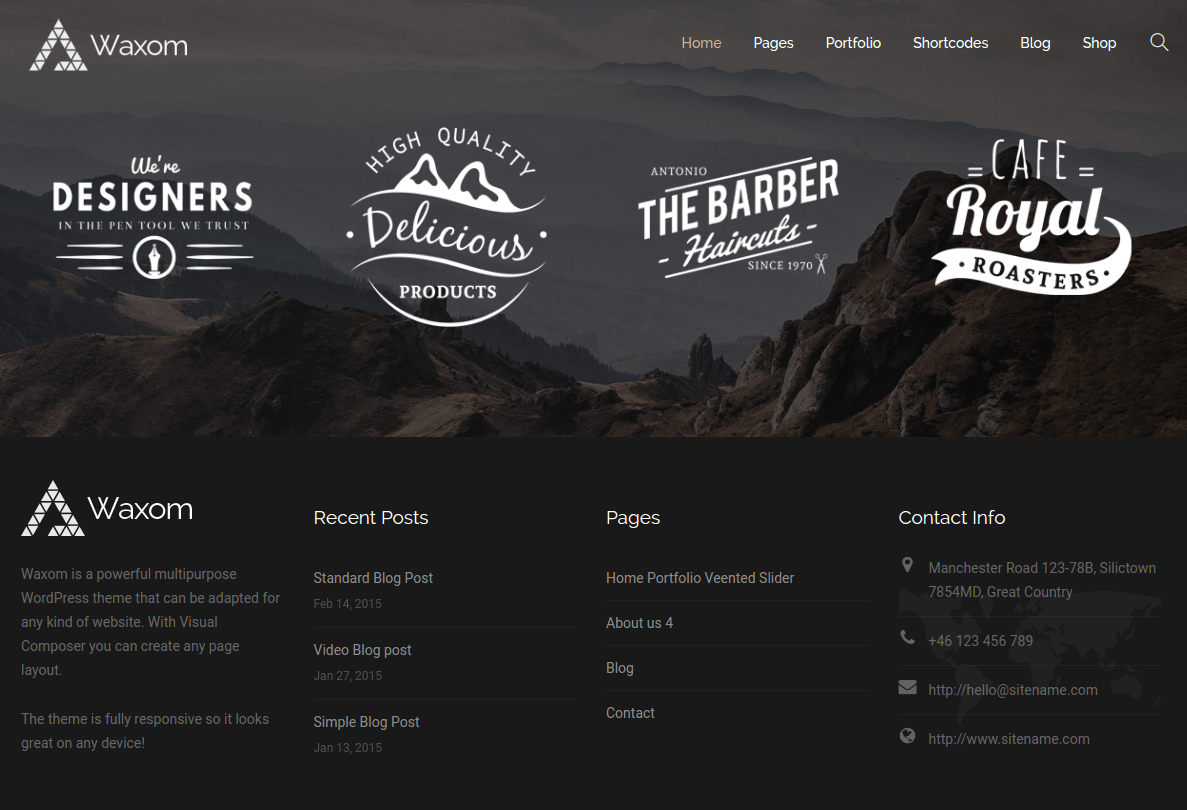 Waxom
Home Pages Portfolio Shortcodes Blog Shop
We're
DESIGNERS
IN THE PEN TOOL WE TRUST
HIGH QUALITY
Delicious
PRODUCTS
ANTONIO
THE BARBER
Haircuts
SINCE 1970
CAFE
Royal
ROASTERS
Waxom
Waxom is a powerful multipurpose
WordPress theme that can be adapted for
any kind of website. With Visual
Composer you can create any page
layout.
The theme is fully responsive so it looks
great on any device!
Recent Posts
Standard Blog Post
Feb 14, 2015
Video Blog post
Jan 27, 2015
Simple Blog Post
Jan 13, 2015
Pages
Home Portfolio Veented Slider
About us 4
Blog
Contact
Contact Info
Manchester Road 123-78B, Silictown
7854MD, Great Country
+46 123 456 789
http://hello@sitename.com
http://www.sitename.com